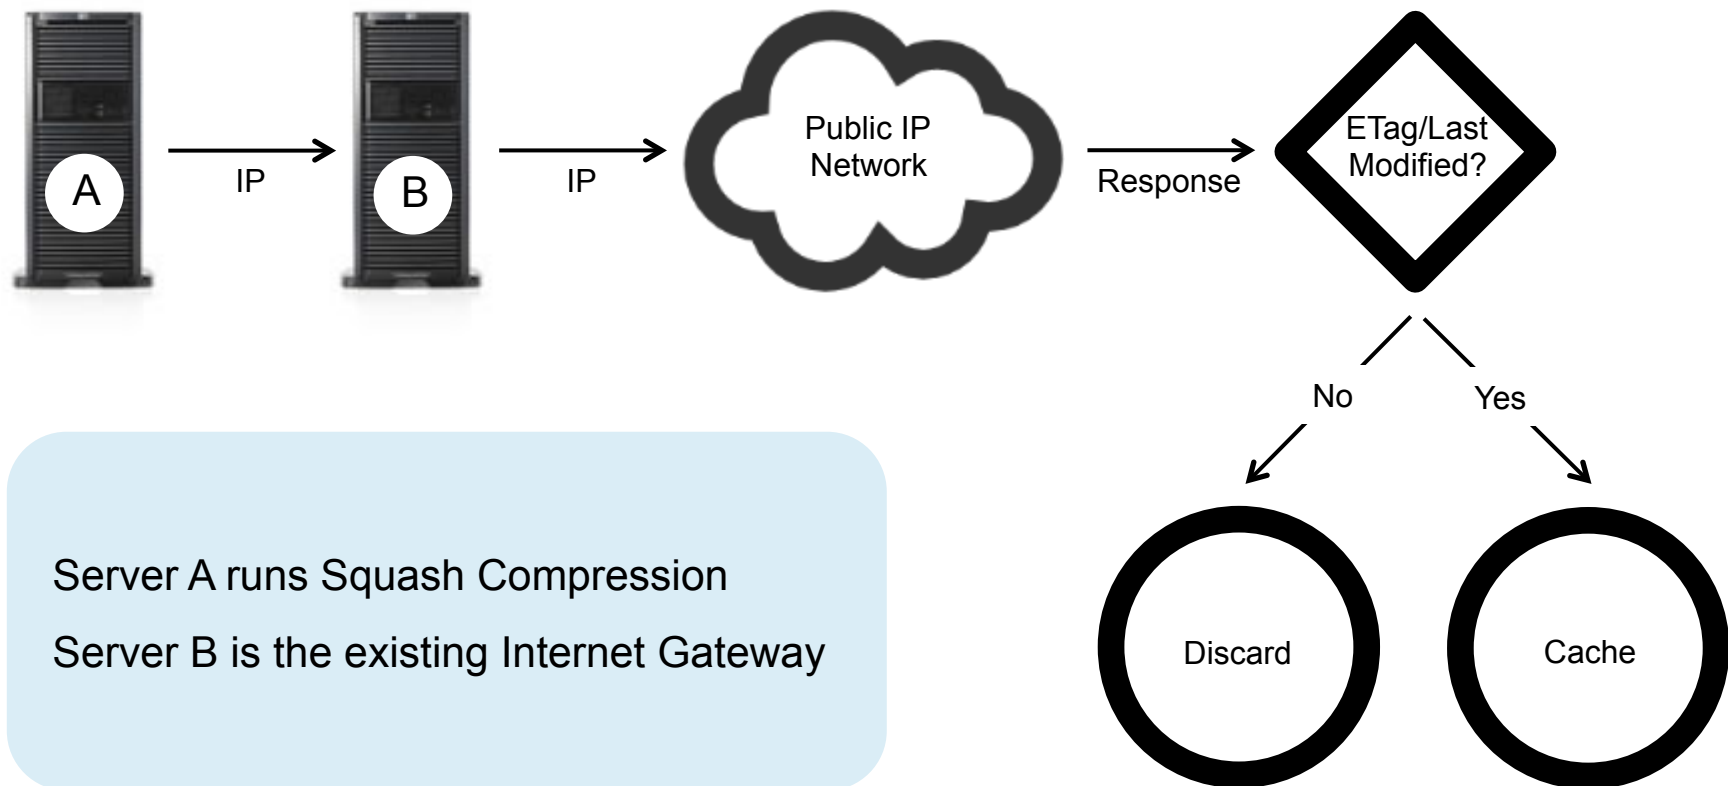 A
IP
B
IP
Public IP
Network
Response
ETag/Last
Modified?
No
Yes
Server A runs Squash Compression
Server B is the existing Internet Gateway
Discard
Cache